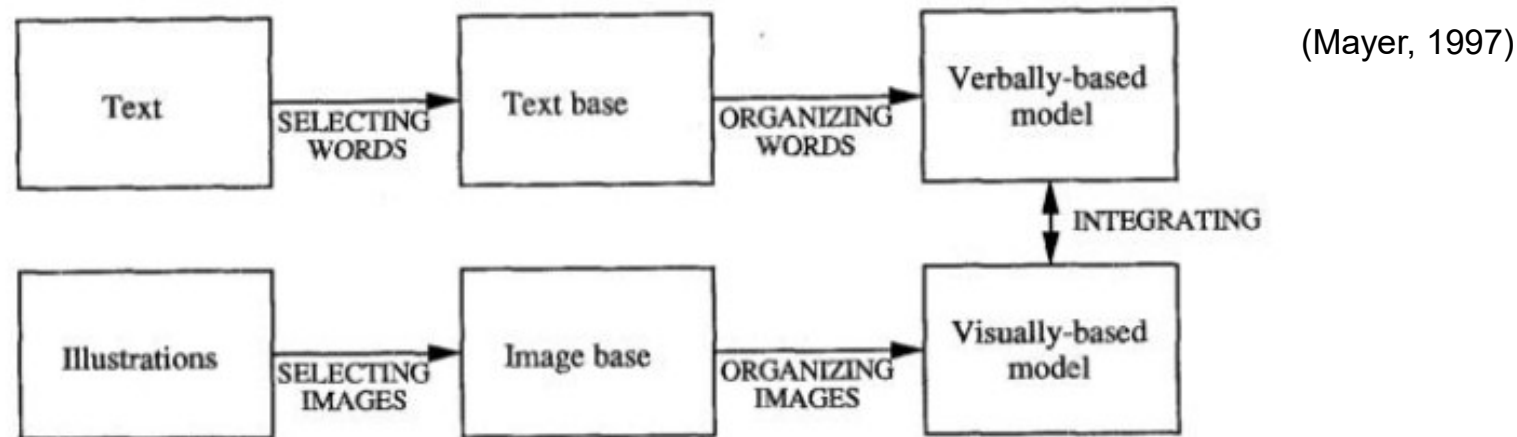 (Mayer, 1997)
Text
SELECTING
WORDS
Text base
ORGANIZING
WORDS
Verbally-based
model
INTEGRATING
Illustrations
SELECTING
IMAGES
Image base
ORGANIZING
IMAGES
Visually-based
model